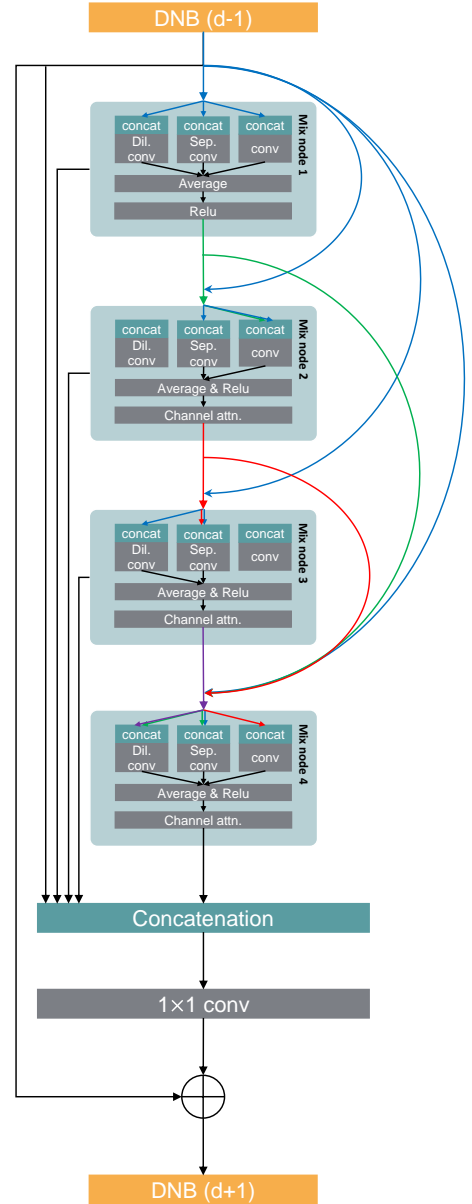 DNB (d-1)
concat concat concat
Dil. conv Sep. conv conv
Average
Relu
Mix node 1
concat concat concat
Dil. conv Sep. conv conv
Average & Relu
Channel attn.
Mix node 2
concat concat concat
Dil. conv Sep. conv conv
Average & Relu
Channel attn.
Mix node 3
concat concat concat
Dil. conv Sep. conv conv
Average & Relu
Channel attn.
Mix node 4
Concatenation
1×1 conv
DNB (d+1)